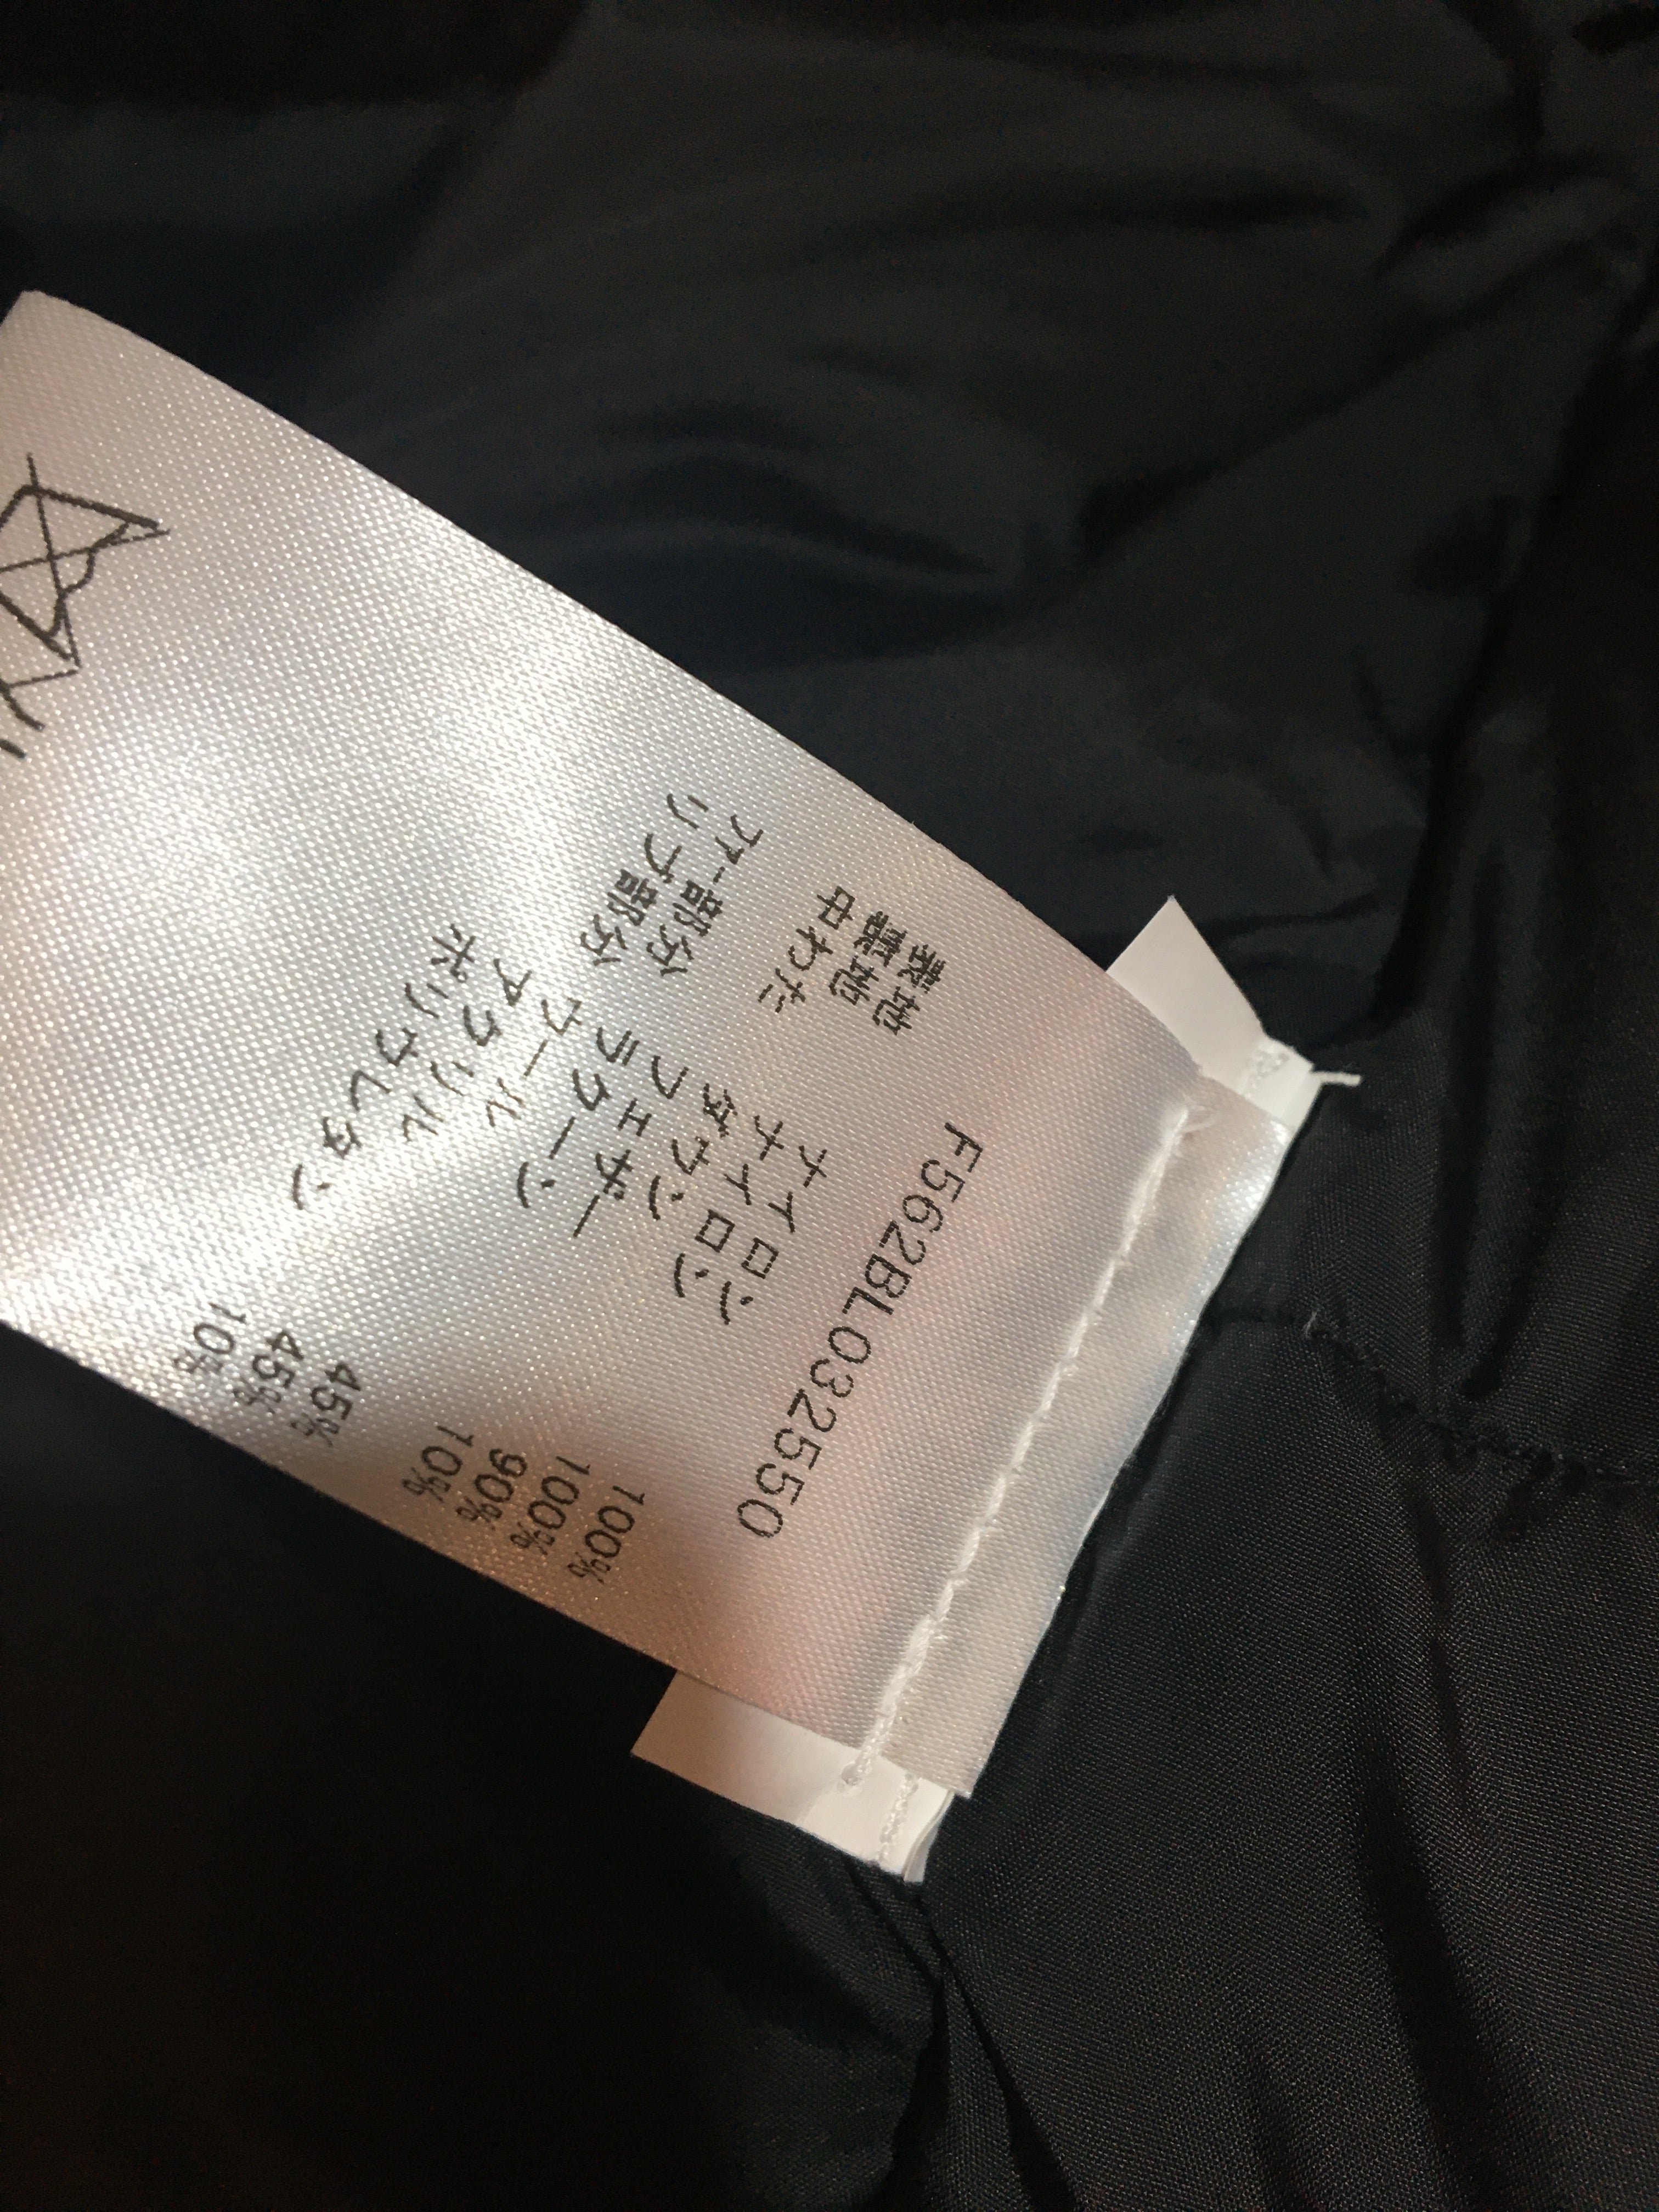 F562BL032550
表地 ナイロン 100%
裏地 ナイロン 100%
中わた ダウン 90%
フェザー 10%
ファー部分 ラクーン
リブ部分 ウール 45%
アクリル 45%
ポリウレタン 10%